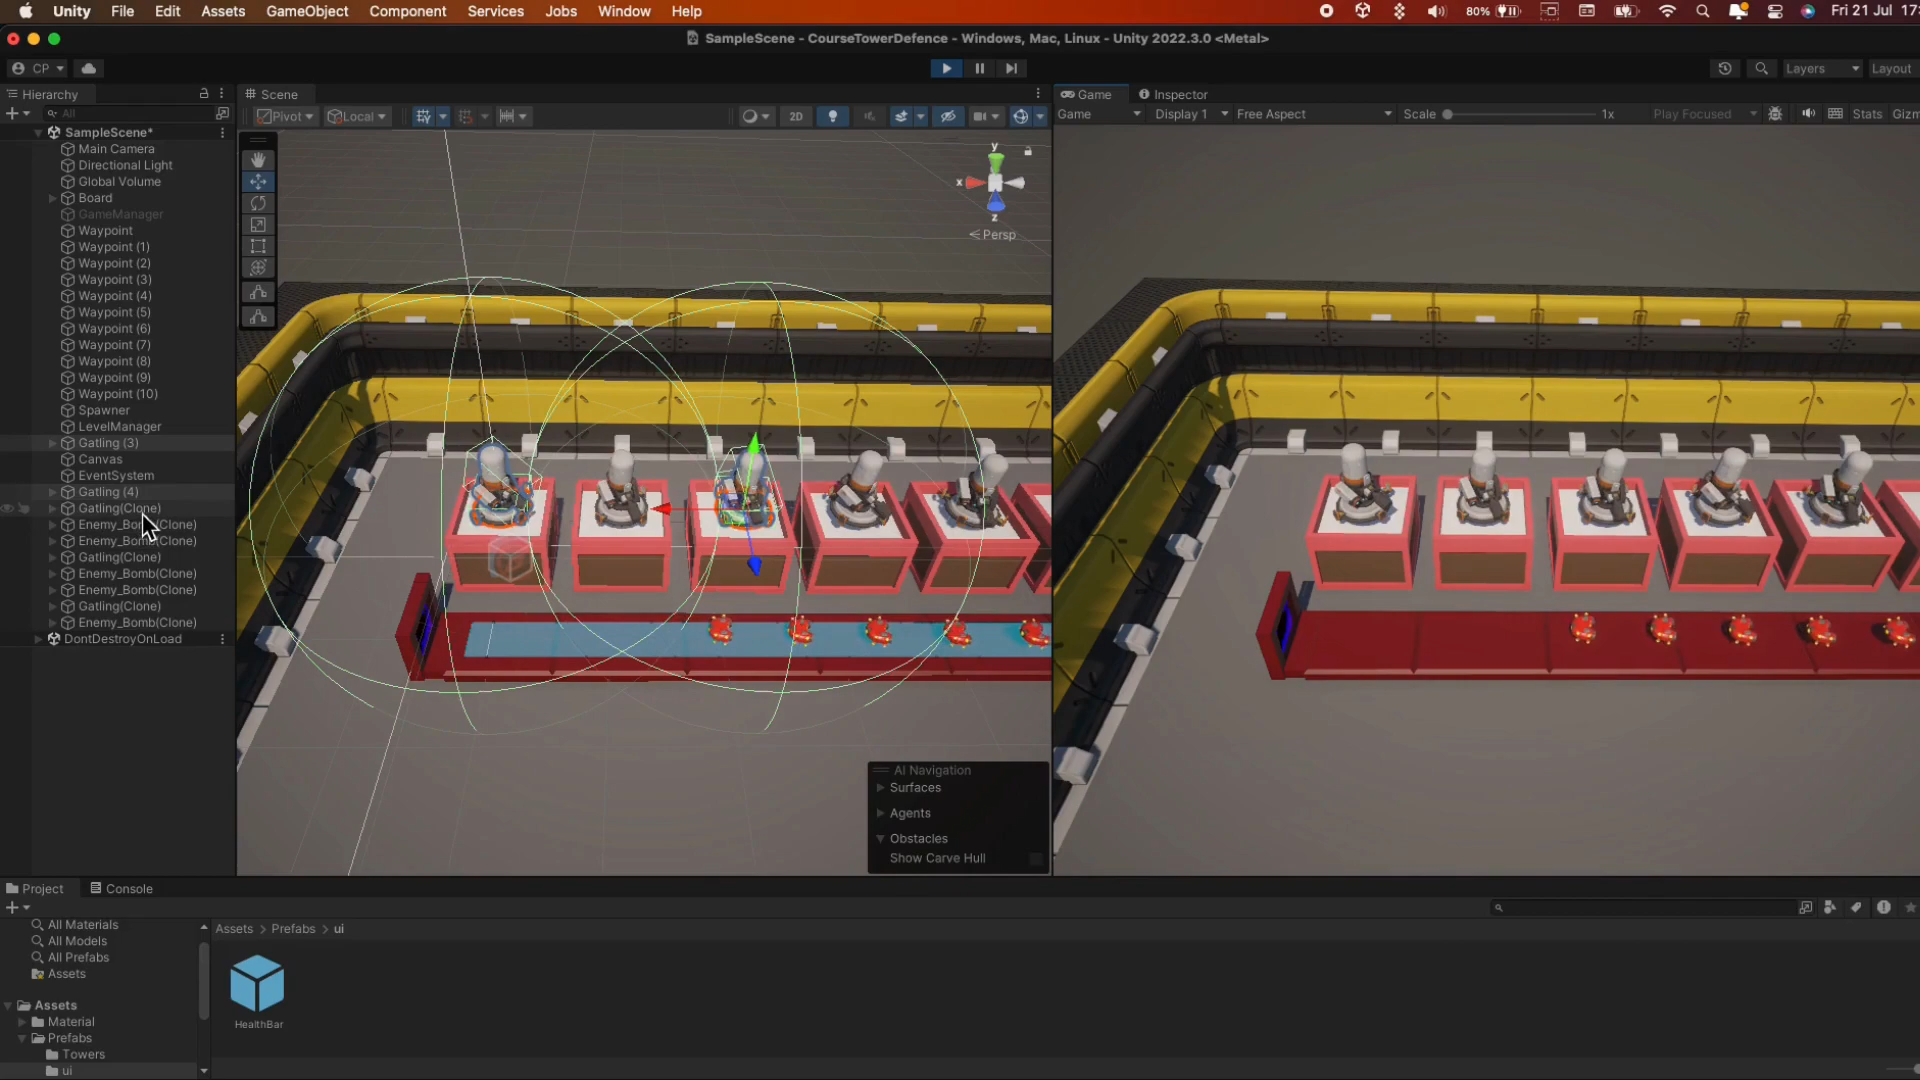 Unity File Edit Assets GameObject Component Services Jobs Window Help 80% Fri 21 Jul 17:
SampleScene - CourseTowerDefence - Windows, Mac, Linux - Unity 2022.3.0 <Metal>
CP Layers Layout
Hierarchy
All
SampleScene*
Main Camera
Directional Light
Global Volume
Board
GameManager
Waypoint
Waypoint (1)
Waypoint (2)
Waypoint (3)
Waypoint (4)
Waypoint (5)
Waypoint (6)
Waypoint (7)
Waypoint (8)
Waypoint (9)
Waypoint (10)
Spawner
LevelManager
Gatling (3)
Canvas
EventSystem
Gatling (4)
Gatling(Clone)
Enemy_Bomb(Clone)
Enemy_Bomb(Clone)
Gatling(Clone)
Enemy_Bomb(Clone)
Enemy_Bomb(Clone)
Gatling(Clone)
Enemy_Bomb(Clone)
DontDestroyOnLoad
Scene
Pivot Local 2D
y
x
z
Persp
AI Navigation
Surfaces
Agents
Obstacles
Show Carve Hull
Game Inspector
Game Display 1 Free Aspect Scale 1x Play Focused Stats Gizm
Project Console
All Materials
All Models
All Prefabs
Assets
Assets
Material
Prefabs
Towers
ui
Assets > Prefabs > ui
HealthBar